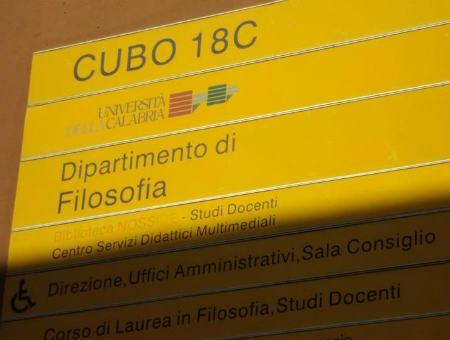 CUBO 18C
UNIVERSITÀ
DELLA CALABRIA
Dipartimento di
Filosofia
Biblioteca NOSSIDE - Studi Docenti
Centro Servizi Didattici Multimediali
Direzione,Uffici Amministrativi,Sala Consiglio
Corso di Laurea in Filosofia,Studi Docenti